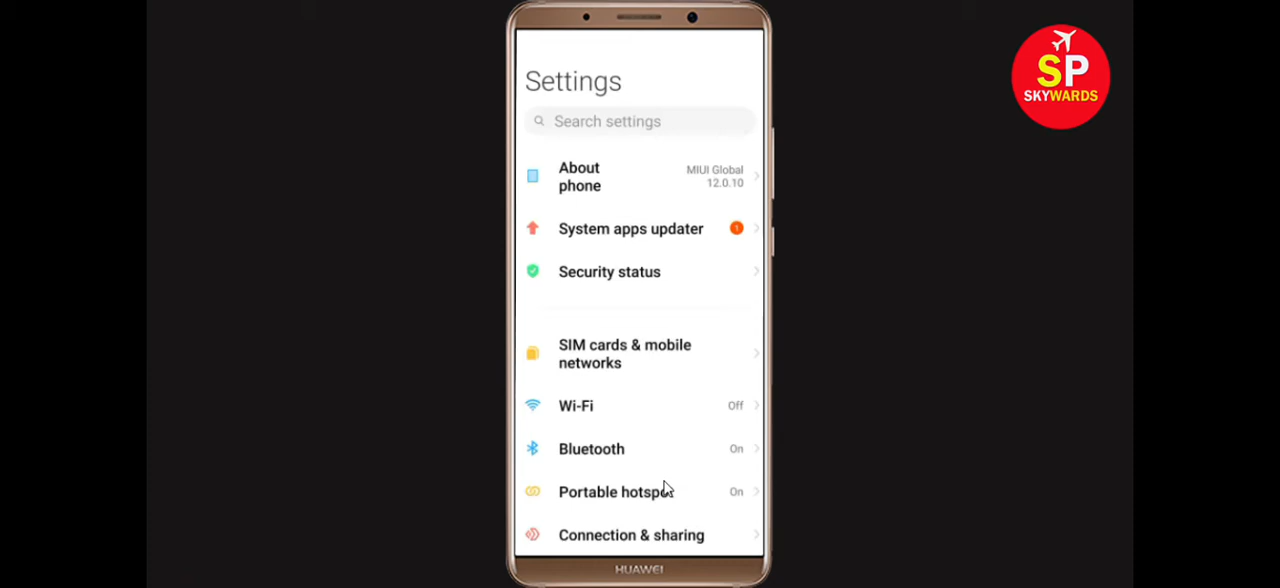 SP
SKYWARDS
Settings
Search settings
About
phone
MIUI Global
12.0.10
System apps updater
1
Security status
SIM cards & mobile
networks
Wi-Fi
Off
Bluetooth
On
Portable hotspot
On
Connection & sharing
HUAWEI